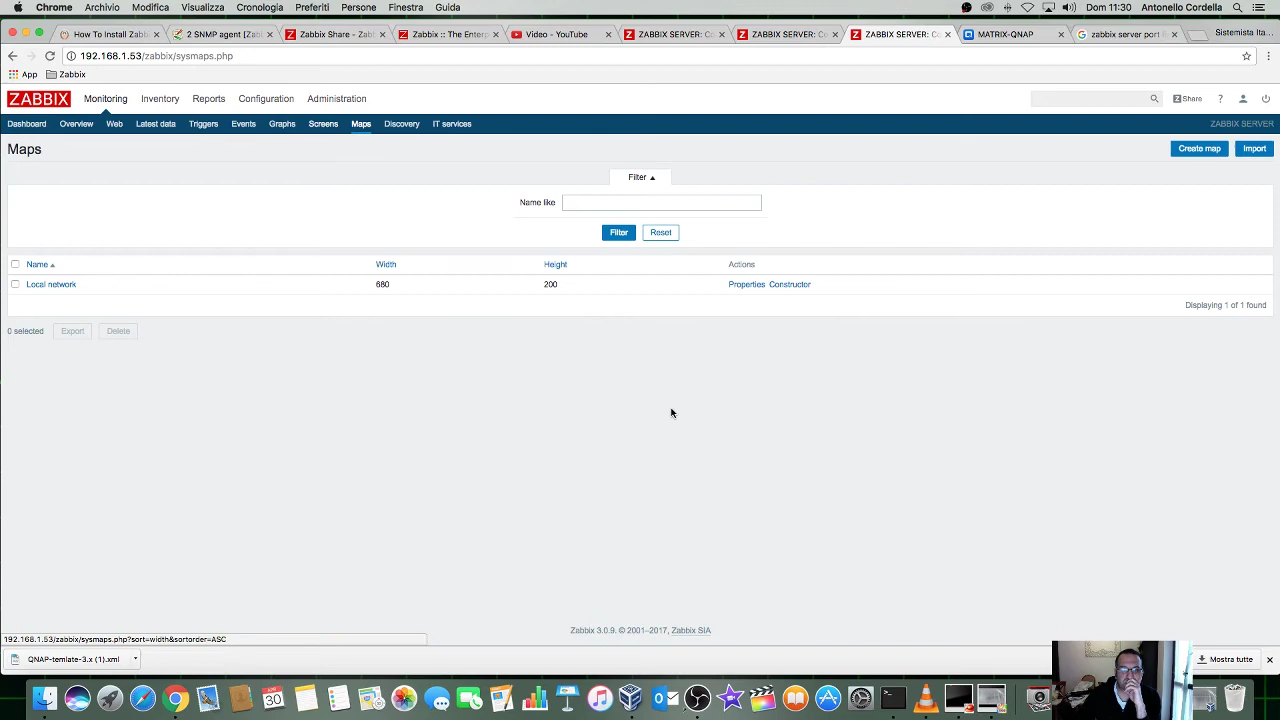 Chrome Archivio Modifica Visualizza Cronologia Preferiti Persone Finestra Guida Dom 11:30 Antonello Cordella
How To Install Zabbi 2 SNMP agent [Zab Zabbix Share - Zab Zabbix :: The Enterp Video - YouTube ZABBIX SERVER: Co ZABBIX SERVER: Co ZABBIX SERVER: Co MATRIX-QNAP zabbix server port Sistemista Ita...
192.168.1.53/zabbix/sysmaps.php
App Zabbix
ZABBIX Monitoring Inventory Reports Configuration Administration Share ?
Dashboard Overview Web Latest data Triggers Events Graphs Screens Maps Discovery IT services ZABBIX SERVER
Maps Create map Import
Filter
Name like
Filter Reset
Name Width Height Actions
Local network 680 200 Properties Constructor
Displaying 1 of 1 found
0 selected Export Delete
Zabbix 3.0.9. © 2001–2017, Zabbix SIA
192.168.1.53/zabbix/sysmaps.php?sort=width&sortorder=ASC
QNAP-temlate-3.x (1).xml Mostra tutte